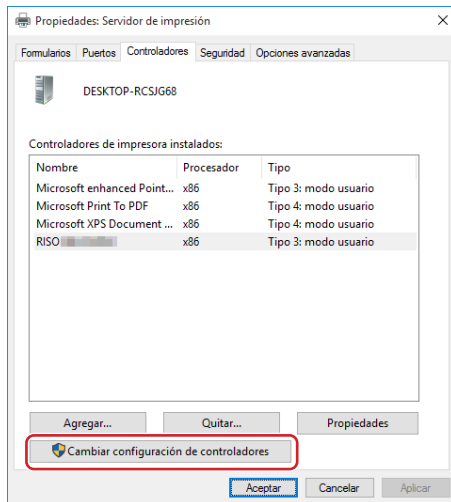 Propiedades: Servidor de impresión
Formularios Puertos Controladores Seguridad Opciones avanzadas
DESKTOP-RCSJG68
Controladores de impresora instalados:
Nombre Procesador Tipo
Microsoft enhanced Point... x86 Tipo 3: modo usuario
Microsoft Print To PDF x86 Tipo 4: modo usuario
Microsoft XPS Document ... x86 Tipo 4: modo usuario
RISO x86 Tipo 3: modo usuario
Agregar... Quitar... Propiedades
Cambiar configuración de controladores
Aceptar Cancelar Aplicar